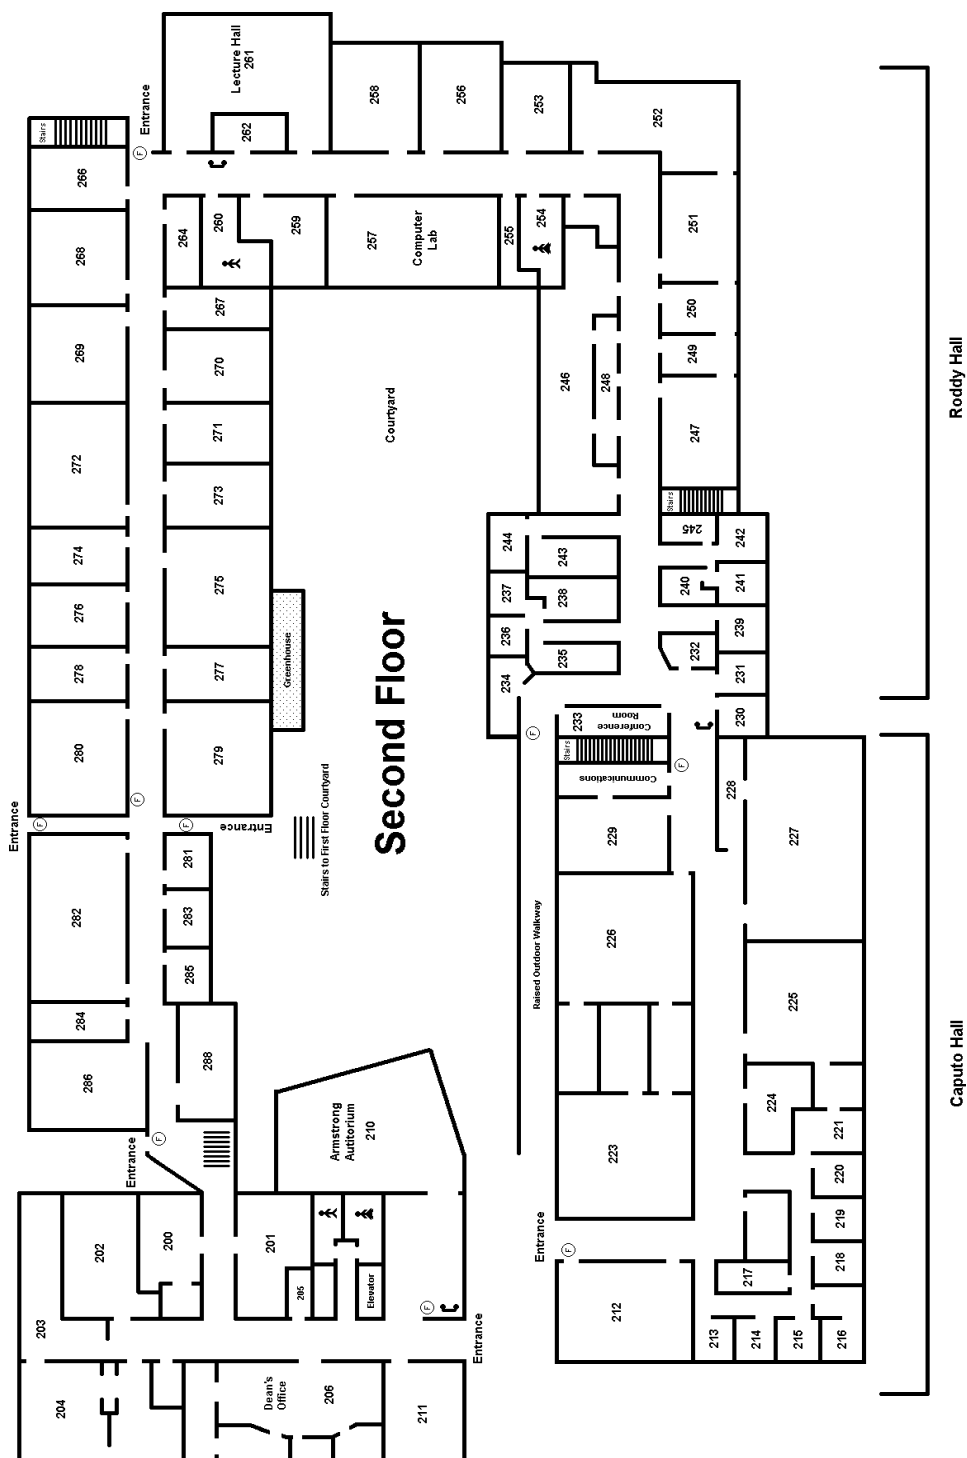 Lecture Hall
261
262
258
256
253
252
Entrance
F
Stairs
266
268
269
272
274
276
278
280
264
260
259
257
Computer
Lab
255
254
251
250
249
247
246
248
267
270
271
273
275
277
279
Greenhouse
Courtyard
Second Floor
Stairs
245
242
244
243
237
238
236
235
234
240
241
239
232
231
230
233
Conference
Room
Stairs
Communications
F
F
229
228
227
226
225
224
223
221
220
219
218
217
216
215
214
213
212
Raised Outdoor Walkway
Entrance
F
Entrance
F
F
F
Entrance
Stairs to First Floor Courtyard
281
282
283
284
285
286
288
Entrance
F
Armstrong
Autitorium
210
200
201
202
203
204
205
Elevator
F
Entrance
Dean's
Office
206
211
Roddy Hall
Caputo Hall